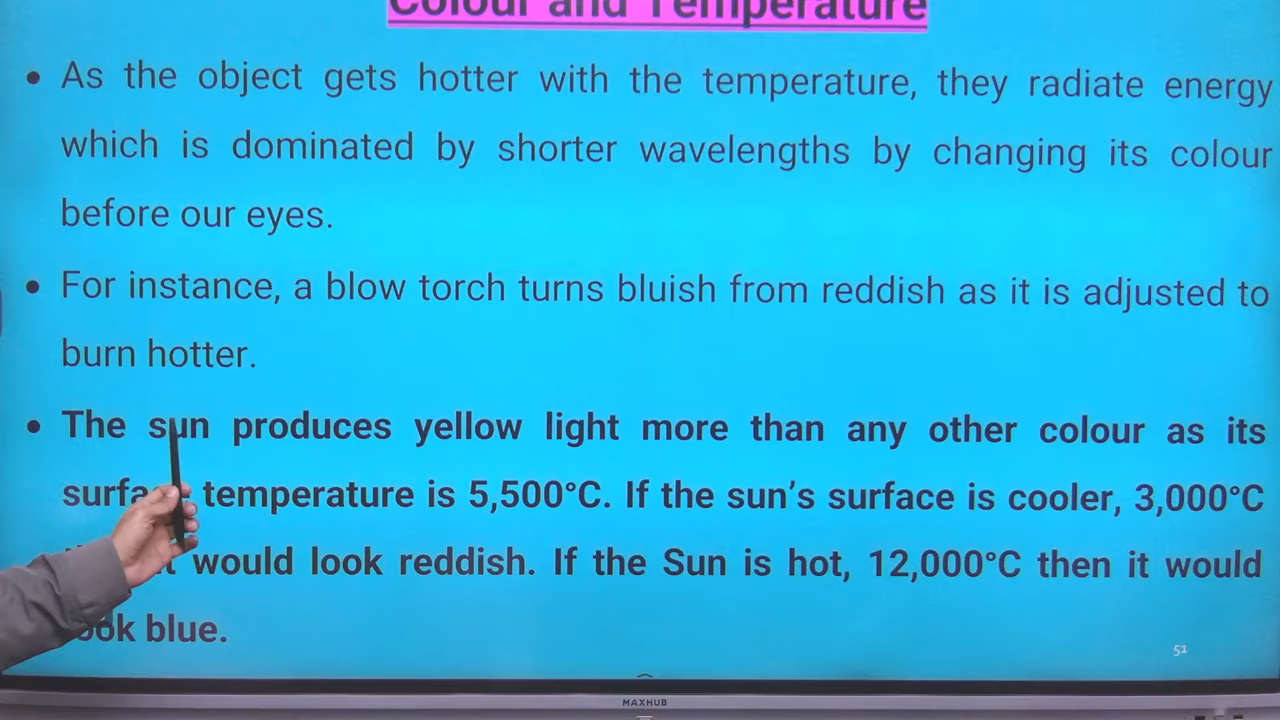 Colour and Temperature
• As the object gets hotter with the temperature, they radiate energy
which is dominated by shorter wavelengths by changing its colour
before our eyes.
• For instance, a blow torch turns bluish from reddish as it is adjusted to
burn hotter.
• The sun produces yellow light more than any other colour as its
temperature is 5,500°C. If the sun's surface is cooler, 3,000°C
would look reddish. If the Sun is hot, 12,000°C then it would
blue.
51
MAXHUB